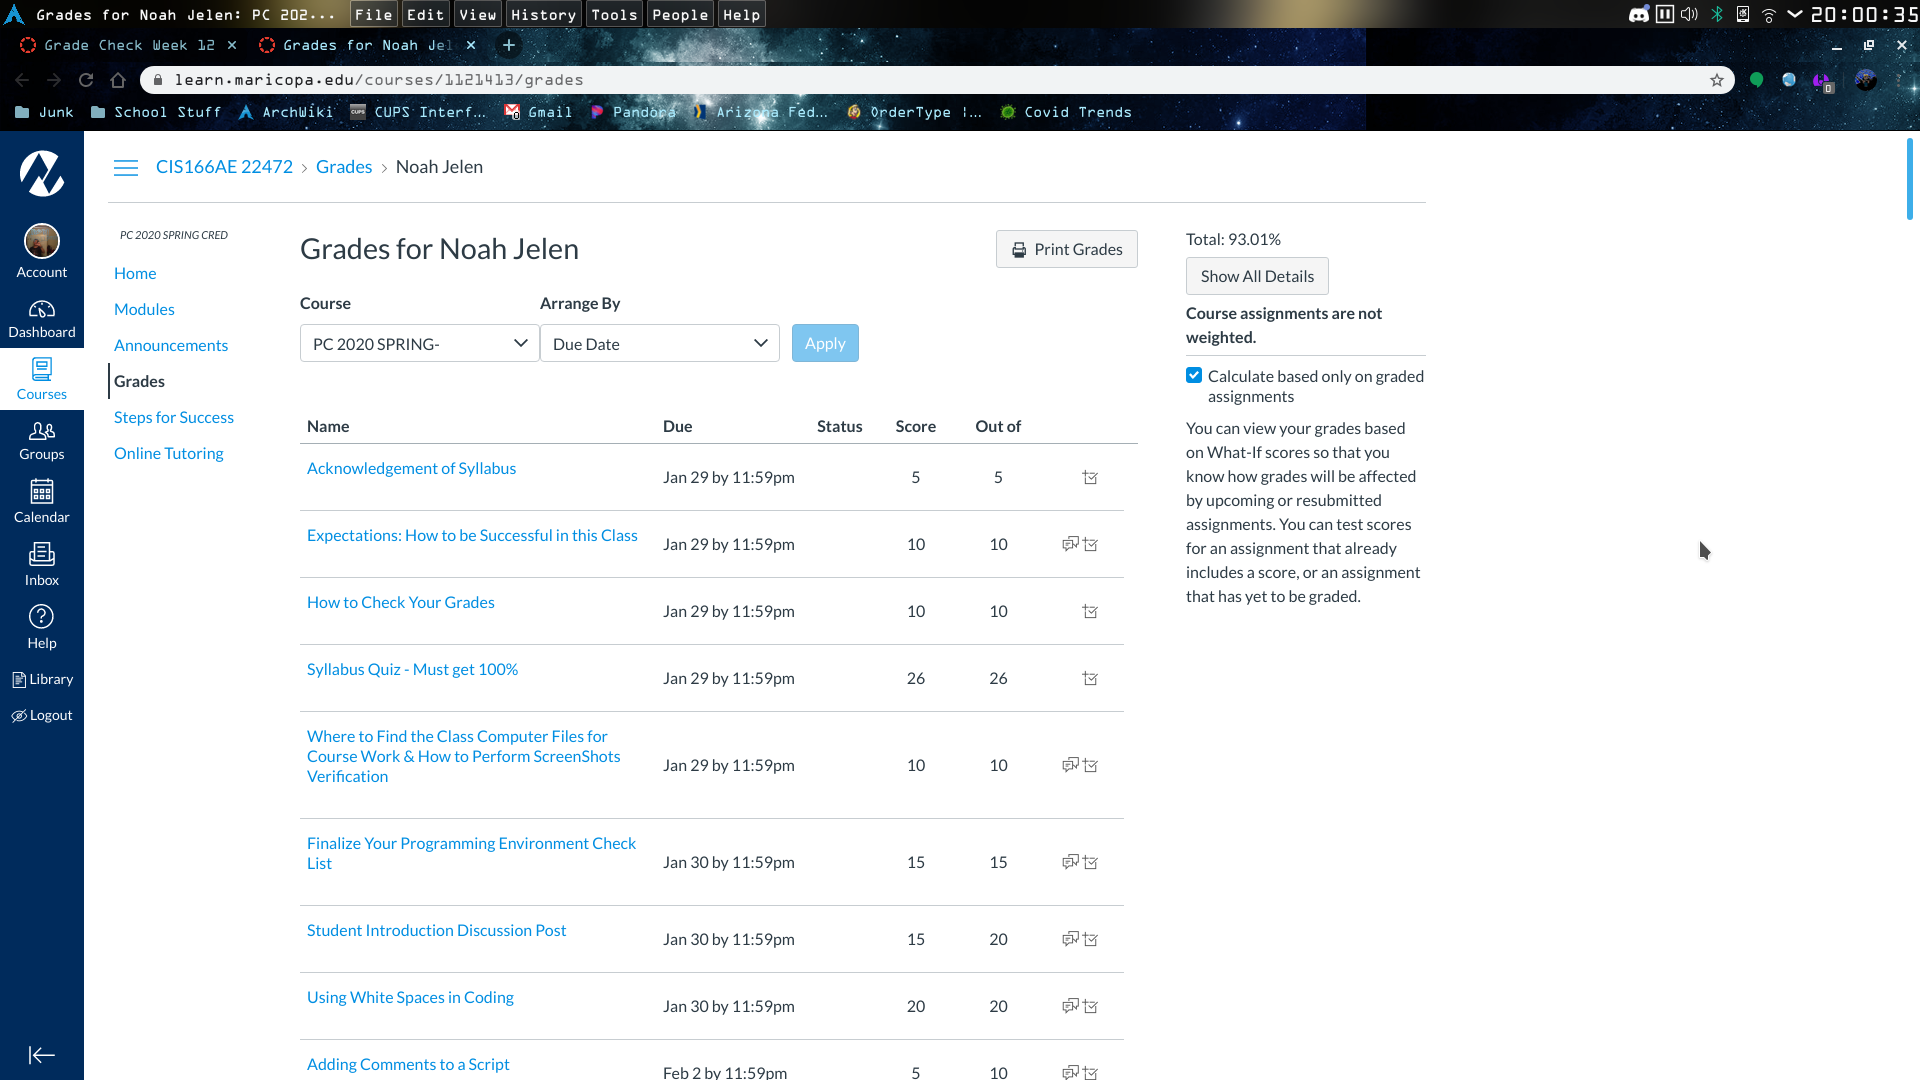 Grades for Noah Jelen: PC 202... File Edit View History Tools People Help 20:00:35
Grade Check Week 12 Grades for Noah Jel
learn.maricopa.edu/courses/1121413/grades
Junk School Stuff ArchWiki CUPS Interf... Gmail Pandora Arizona Fed... OrderType |... Covid Trends
CIS166AE 22472 > Grades > Noah Jelen
Account
Dashboard
Courses
Groups
Calendar
Inbox
Help
Library
Logout
PC 2020 SPRING CRED
Home
Modules
Announcements
Grades
Steps for Success
Online Tutoring
Grades for Noah Jelen
Print Grades
Course Arrange By
PC 2020 SPRING- Due Date Apply
Name Due Status Score Out of
Acknowledgement of Syllabus Jan 29 by 11:59pm 5 5
Expectations: How to be Successful in this Class Jan 29 by 11:59pm 10 10
How to Check Your Grades Jan 29 by 11:59pm 10 10
Syllabus Quiz - Must get 100% Jan 29 by 11:59pm 26 26
Where to Find the Class Computer Files for
Course Work & How to Perform ScreenShots
Verification
Jan 29 by 11:59pm 10 10
Finalize Your Programming Environment Check
List
Jan 30 by 11:59pm 15 15
Student Introduction Discussion Post Jan 30 by 11:59pm 15 20
Using White Spaces in Coding Jan 30 by 11:59pm 20 20
Adding Comments to a Script Feb 2 by 11:59pm 5 10
Total: 93.01%
Show All Details
Course assignments are not
weighted.
Calculate based only on graded
assignments
You can view your grades based
on What-If scores so that you
know how grades will be affected
by upcoming or resubmitted
assignments. You can test scores
for an assignment that already
includes a score, or an assignment
that has yet to be graded.